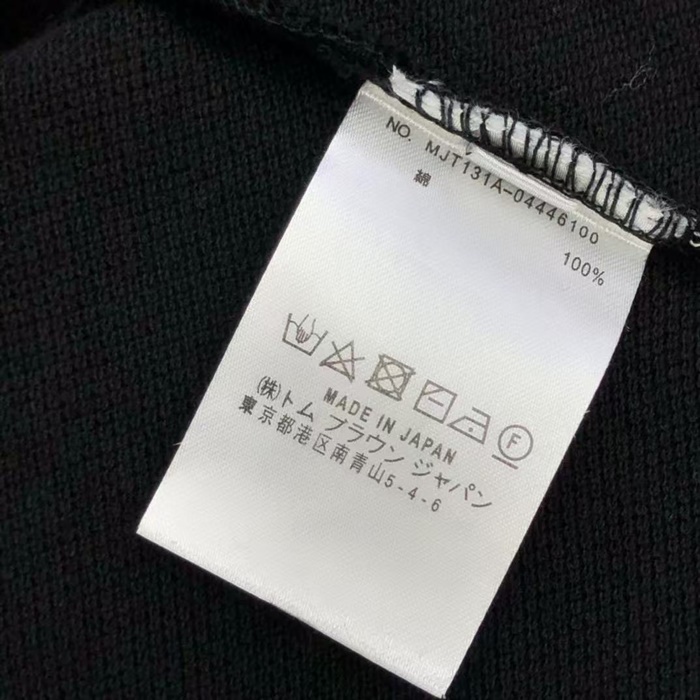 NO. MJT131A-04446100
綿 100%
F
MADE IN JAPAN
(株)トム ブラウン ジャパン
東京都港区南青山5-4-6